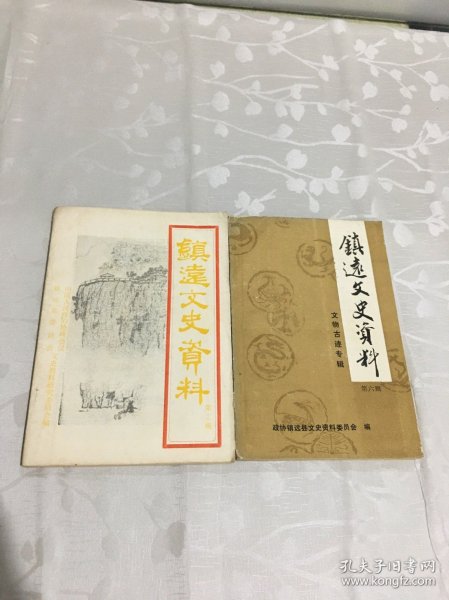 鎮遠文史資料
鎮遠文史資料
文物古迹专辑
第六辑
政协镇远县文史资料委员会 编
孔夫子旧书网
www.kongfz.com